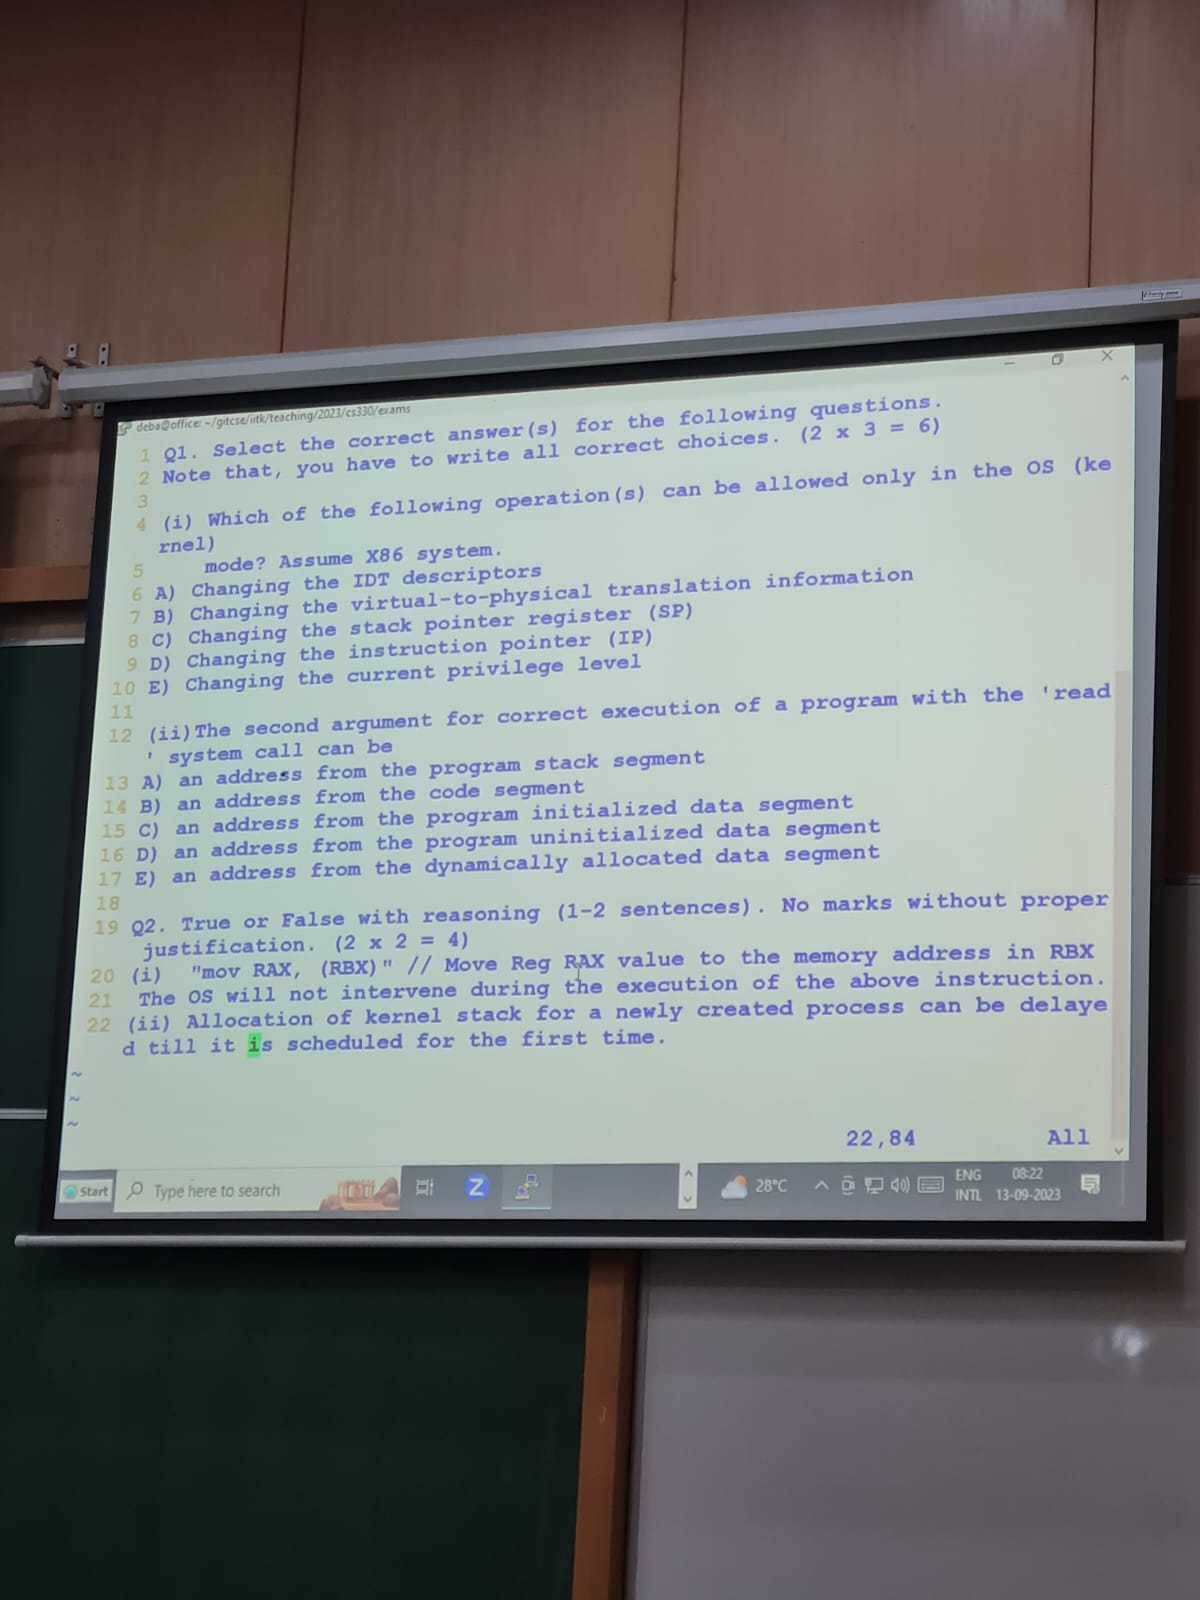 deba@office: ~/gitcse/iitk/teaching/2023/cs330/exams
1 Q1. Select the correct answer(s) for the following questions.
2 Note that, you have to write all correct choices. (2 x 3 = 6)
3
4 (i) Which of the following operation(s) can be allowed only in the OS (ke
rnel)
5 mode? Assume X86 system.
6 A) Changing the IDT descriptors
7 B) Changing the virtual-to-physical translation information
8 C) Changing the stack pointer register (SP)
9 D) Changing the instruction pointer (IP)
10 E) Changing the current privilege level
11
12 (ii)The second argument for correct execution of a program with the 'read
' system call can be
13 A) an address from the program stack segment
14 B) an address from the code segment
15 C) an address from the program initialized data segment
16 D) an address from the program uninitialized data segment
17 E) an address from the dynamically allocated data segment
18
19 Q2. True or False with reasoning (1-2 sentences). No marks without proper
justification. (2 x 2 = 4)
20 (i) "mov RAX, (RBX)" // Move Reg RAX value to the memory address in RBX
21 The OS will not intervene during the execution of the above instruction.
22 (ii) Allocation of kernel stack for a newly created process can be delaye
d till it is scheduled for the first time.
~
~
~
22,84 All
Start Type here to search Z 28°C ENG 08:22
INTL 13-09-2023